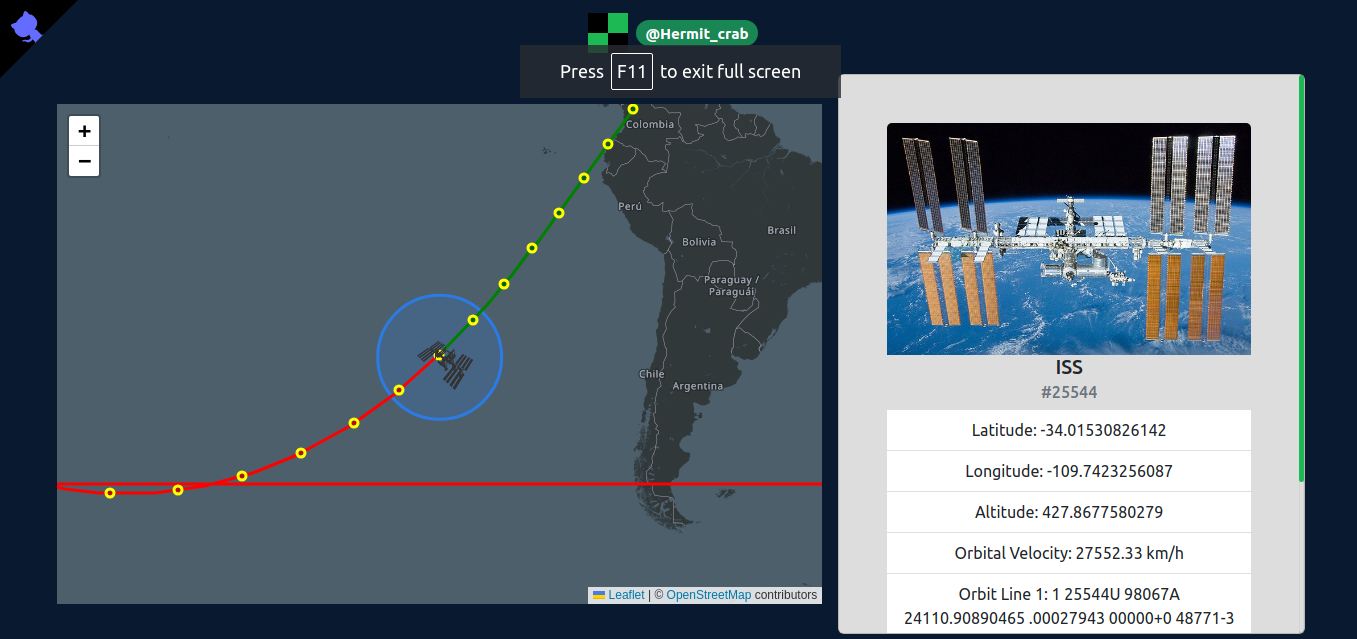 @Hermit_crab
Press F11 to exit full screen
+
−
Colombia
Perú
Brasil
Bolivia
Paraguay /
Paraguái
Chile
Argentina
Leaflet | © OpenStreetMap contributors
ISS
#25544
Latitude: -34.01530826142
Longitude: -109.7423256087
Altitude: 427.8677580279
Orbital Velocity: 27552.33 km/h
Orbit Line 1: 1 25544U 98067A
24110.90890465 .00027943 00000+0 48771-3